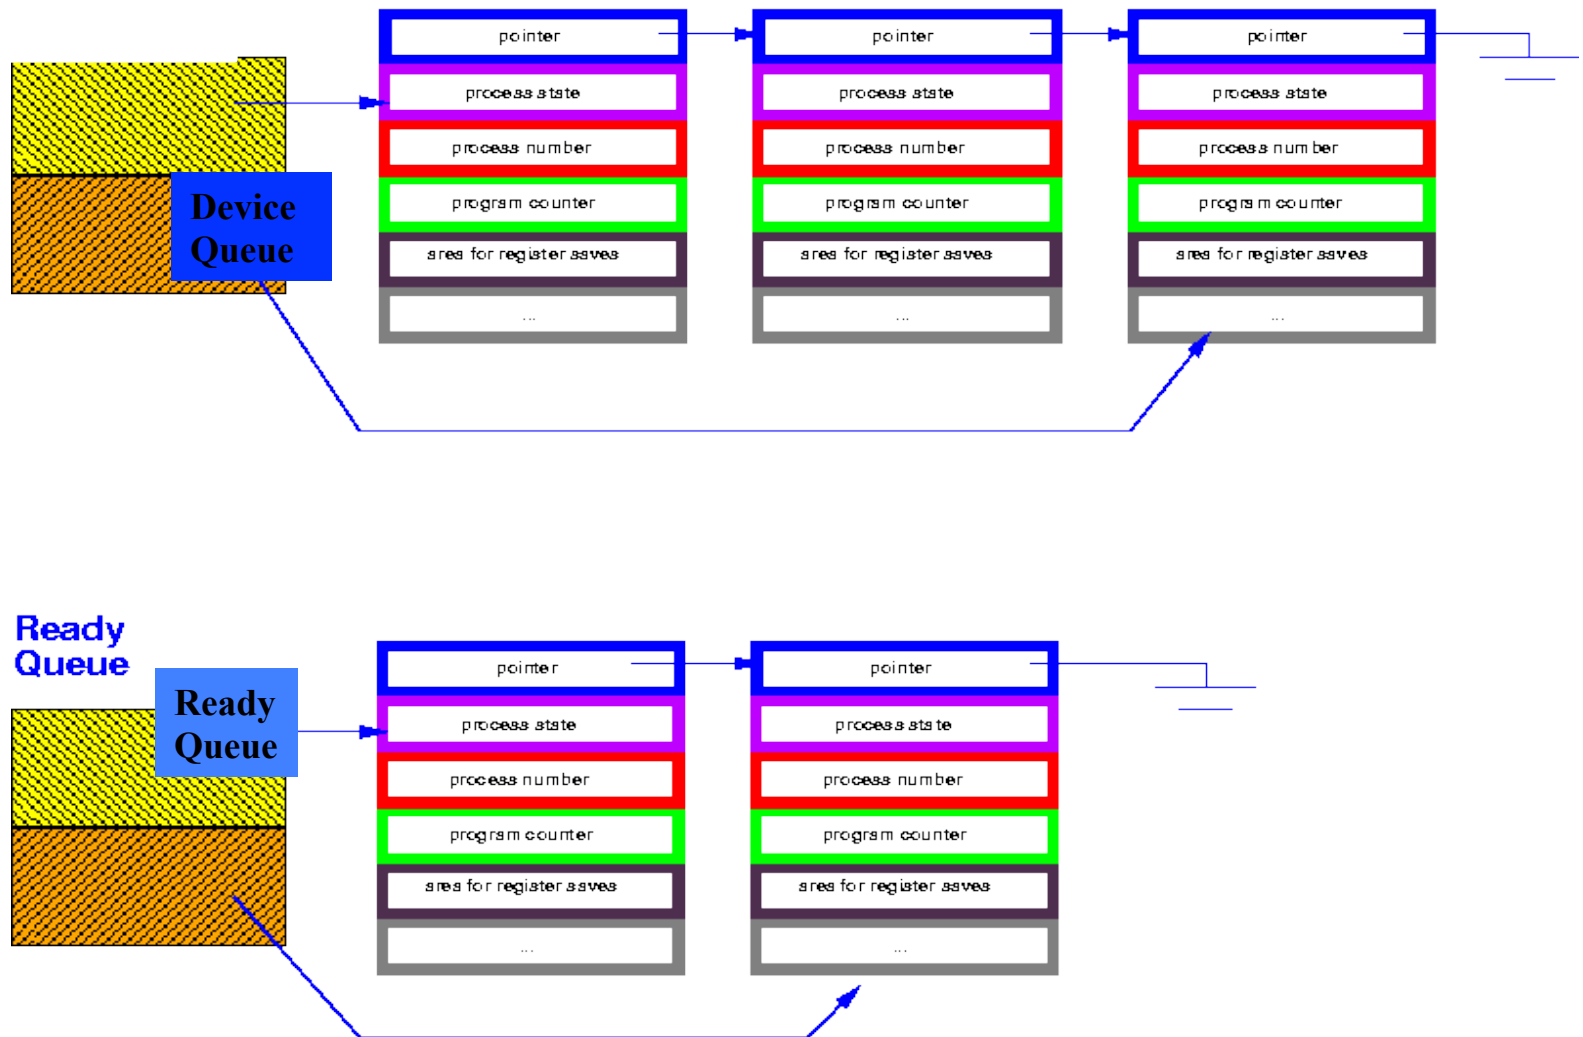 pointer pointer pointer
process state process state process state
process number process number process number
Device
Queue
program counter program counter program counter
area for register saves area for register saves area for register saves
... ... ...
Ready
Queue
Ready
Queue
pointer pointer
process state process state
process number process number
program counter program counter
area for register saves area for register saves
... ...